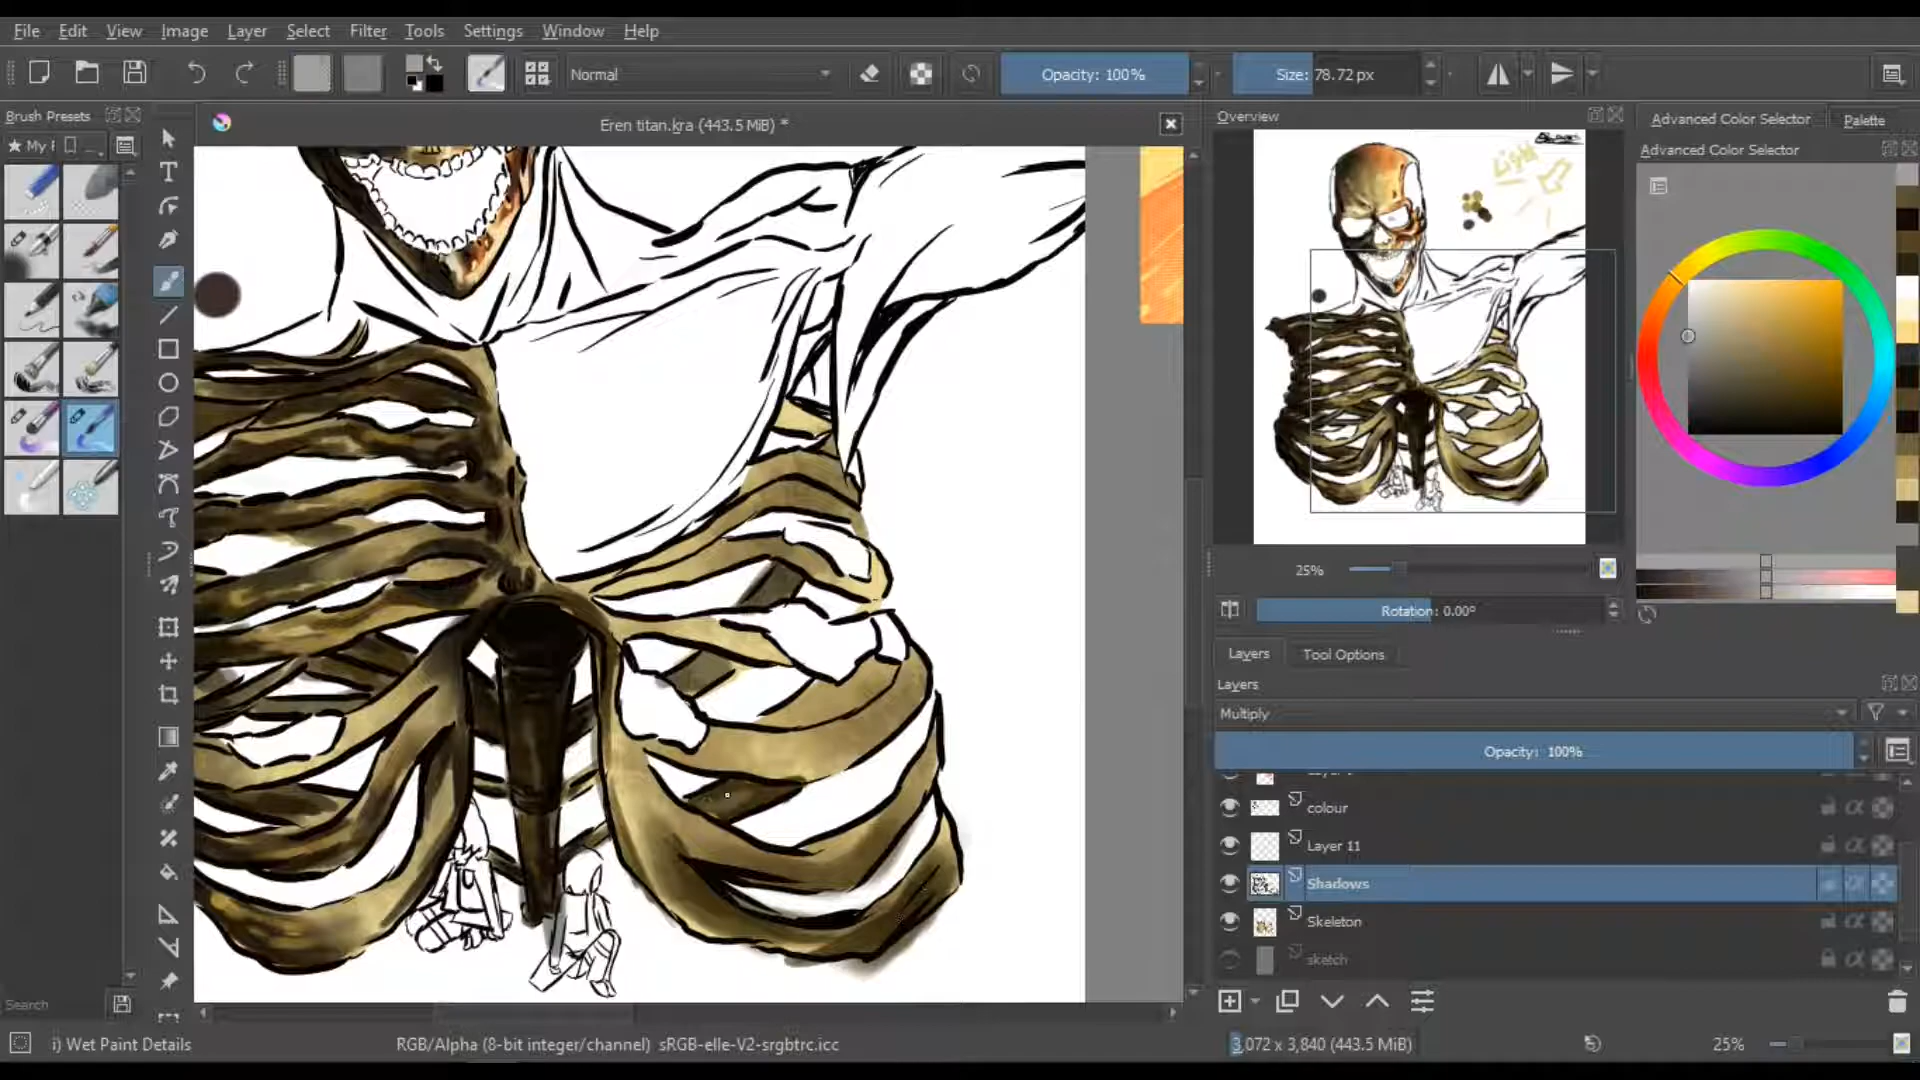 File Edit View Image Layer Select Filter Tools Settings Window Help
Normal
Opacity: 100%
Size: 78.72 px
Brush Presets
Eren titan.kra (443.5 MiB) *
Overview
Advanced Color Selector
Palette
★ My
Advanced Color Selector
Light
25%
Rotation: 0.00°
Layers
Tool Options
Layers
Multiply
Opacity: 100%
colour
Layer 11
Shadows
Skeleton
sketch
Search
i) Wet Paint Details
RGB/Alpha (8-bit integer/channel) sRGB-elle-V2-srgbtrc.icc
3,072 x 3,840 (443.5 MiB)
25%